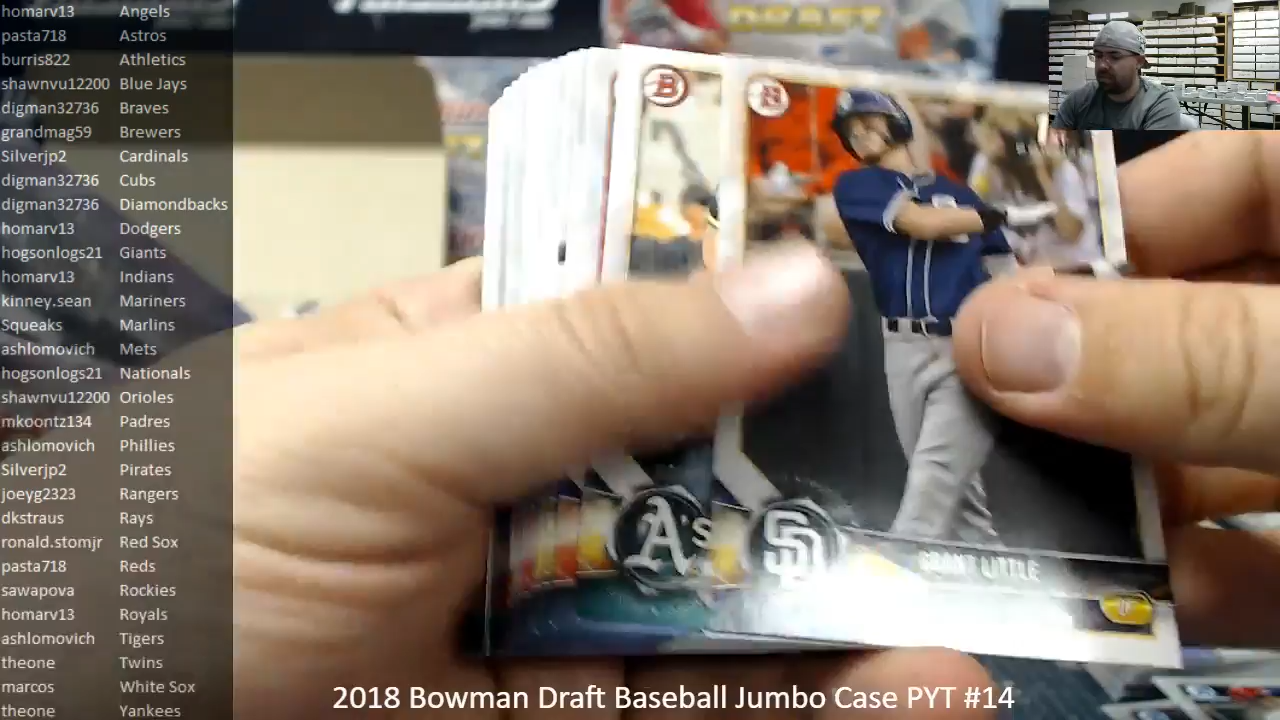 homarv13 Angels
pasta718 Astros
burris822 Athletics
shawnvu12200 Blue Jays
digman32736 Braves
grandmag59 Brewers
Silverjp2 Cardinals
digman32736 Cubs
digman32736 Diamondbacks
homarv13 Dodgers
hogsonlogs21 Giants
homarv13 Indians
kinney.sean Mariners
Squeaks Marlins
ashlomovich Mets
hogsonlogs21 Nationals
shawnvu12200 Orioles
mkoontz134 Padres
ashlomovich Phillies
Silverjp2 Pirates
joeyg2323 Rangers
dkstraus Rays
ronald.stomjr Red Sox
pasta718 Reds
sawapova Rockies
homarv13 Royals
ashlomovich Tigers
theone Twins
marcos White Sox
theone Yankees
DRAFT
B
B
A's
SD
GRANT LITTLE
2018 Bowman Draft Baseball Jumbo Case PYT #14